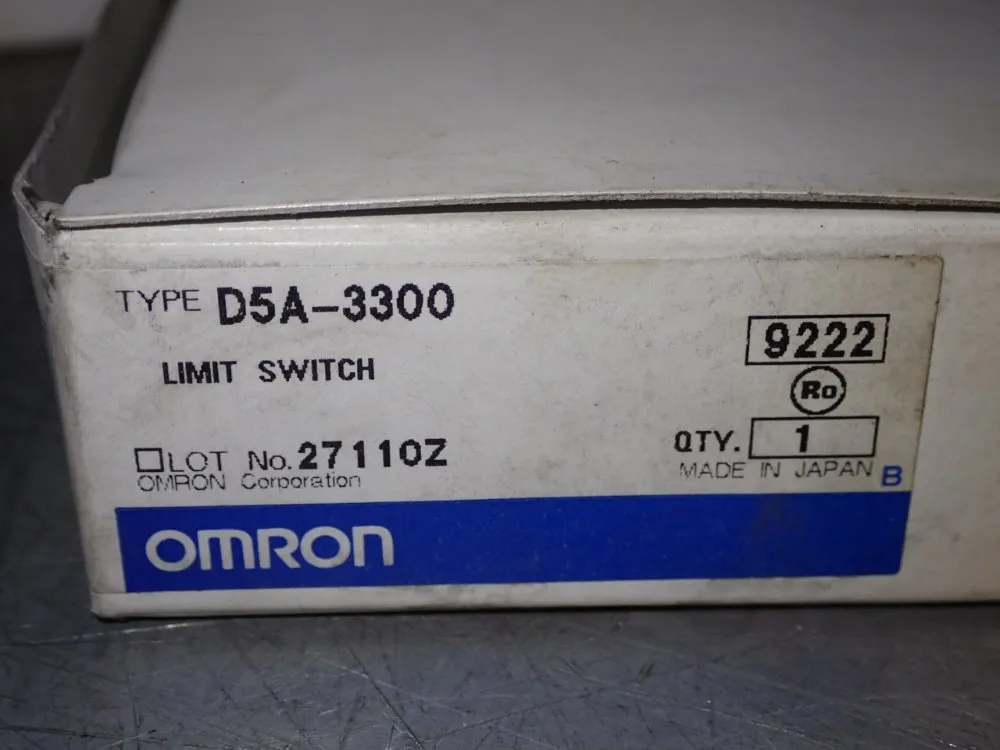 TYPE D5A-3300
LIMIT SWITCH
9222
Ro
QTY. 1
LOT No. 27110Z
OMRON Corporation
MADE IN JAPAN B
OMRON